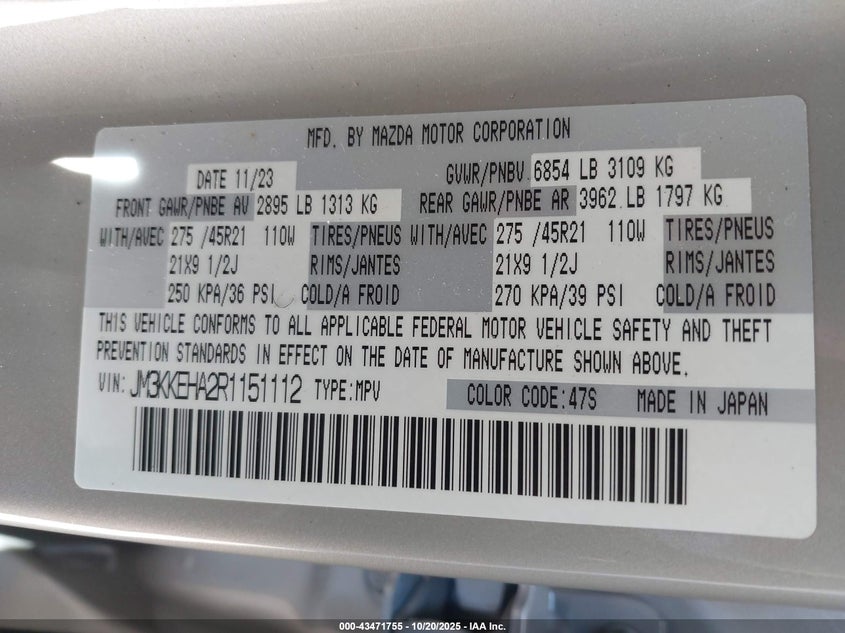 MFD. BY MAZDA MOTOR CORPORATION
DATE 11/23 GVWR/PNBV 6854 LB 3109 KG
FRONT GAWR/PNBE AV 2895 LB 1313 KG REAR GAWR/PNBE AR 3962 LB 1797 KG
WITH/AVEC 275 /45R21 110W TIRES/PNEUS WITH/AVEC 275 /45R21 110W TIRES/PNEUS
21X9 1/2J RIMS/JANTES 21X9 1/2J RIMS/JANTES
250 KPA/36 PSI COLD/A FROID 270 KPA/39 PSI COLD/A FROID
THIS VEHICLE CONFORMS TO ALL APPLICABLE FEDERAL MOTOR VEHICLE SAFETY AND THEFT
PREVENTION STANDARDS IN EFFECT ON THE DATE OF MANUFACTURE SHOWN ABOVE.
VIN: JM3KKEHA2R1151112 TYPE:MPV COLOR CODE:47S MADE IN JAPAN
000-43471755 - 10/20/2025 - IAA Inc.